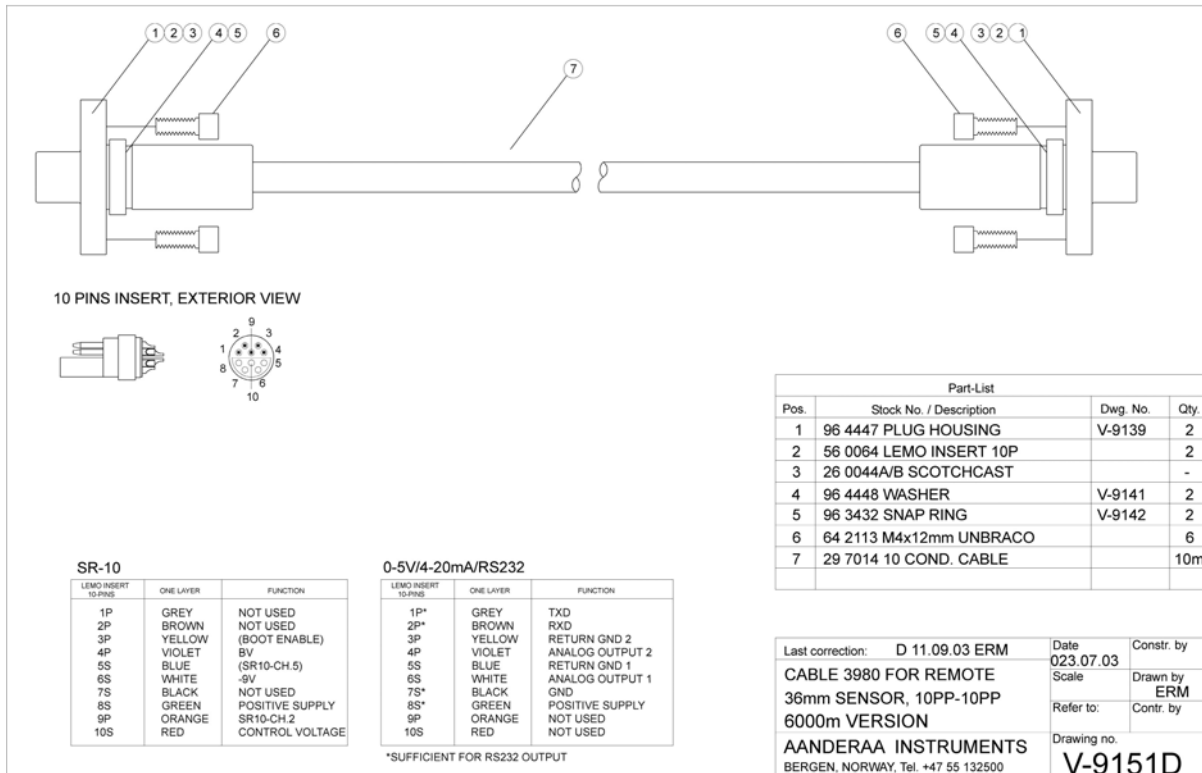 1 2 3 4 5 6 6 5 4 3 2 1
7
10 PINS INSERT, EXTERIOR VIEW
9
2 3
1 4
8 5
7 6
10
Part-List
Pos. Stock No. / Description Dwg. No. Qty.
1 96 4447 PLUG HOUSING V-9139 2
2 56 0064 LEMO INSERT 10P 2
3 26 0044A/B SCOTCHCAST -
4 96 4448 WASHER V-9141 2
5 96 3432 SNAP RING V-9142 2
6 64 2113 M4x12mm UNBRACO 6
7 29 7014 10 COND. CABLE 10m
SR-10
LEMO INSERT 10-PINS ONE LAYER FUNCTION
1P GREY NOT USED
2P BROWN NOT USED
3P YELLOW (BOOT ENABLE)
4P VIOLET BV
5S BLUE (SR10-CH.5)
6S WHITE -9V
7S BLACK NOT USED
8S GREEN POSITIVE SUPPLY
9P ORANGE SR10-CH.2
10S RED CONTROL VOLTAGE
0-5V/4-20mA/RS232
LEMO INSERT 10-PINS ONE LAYER FUNCTION
1P* GREY TXD
2P* BROWN RXD
3P YELLOW RETURN GND 2
4P VIOLET ANALOG OUTPUT 2
5S BLUE RETURN GND 1
6S WHITE ANALOG OUTPUT 1
7S* BLACK GND
8S* GREEN POSITIVE SUPPLY
9P ORANGE NOT USED
10S RED NOT USED
*SUFFICIENT FOR RS232 OUTPUT
Last correction: D 11.09.03 ERM
CABLE 3980 FOR REMOTE
36mm SENSOR, 10PP-10PP
6000m VERSION
AANDERAA INSTRUMENTS
BERGEN, NORWAY, Tel. +47 55 132500
Date Constr. by
023.07.03
Scale Drawn by
ERM
Refer to: Contr. by
Drawing no.
V-9151D